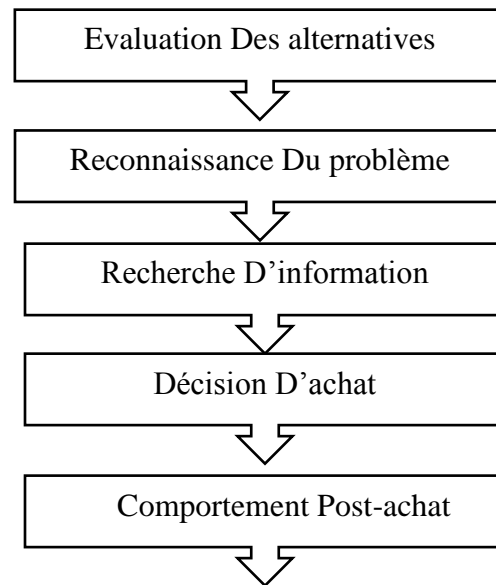 Evaluation Des alternatives
Reconnaissance Du problème
Recherche D’information
Décision D’achat
Comportement Post-achat